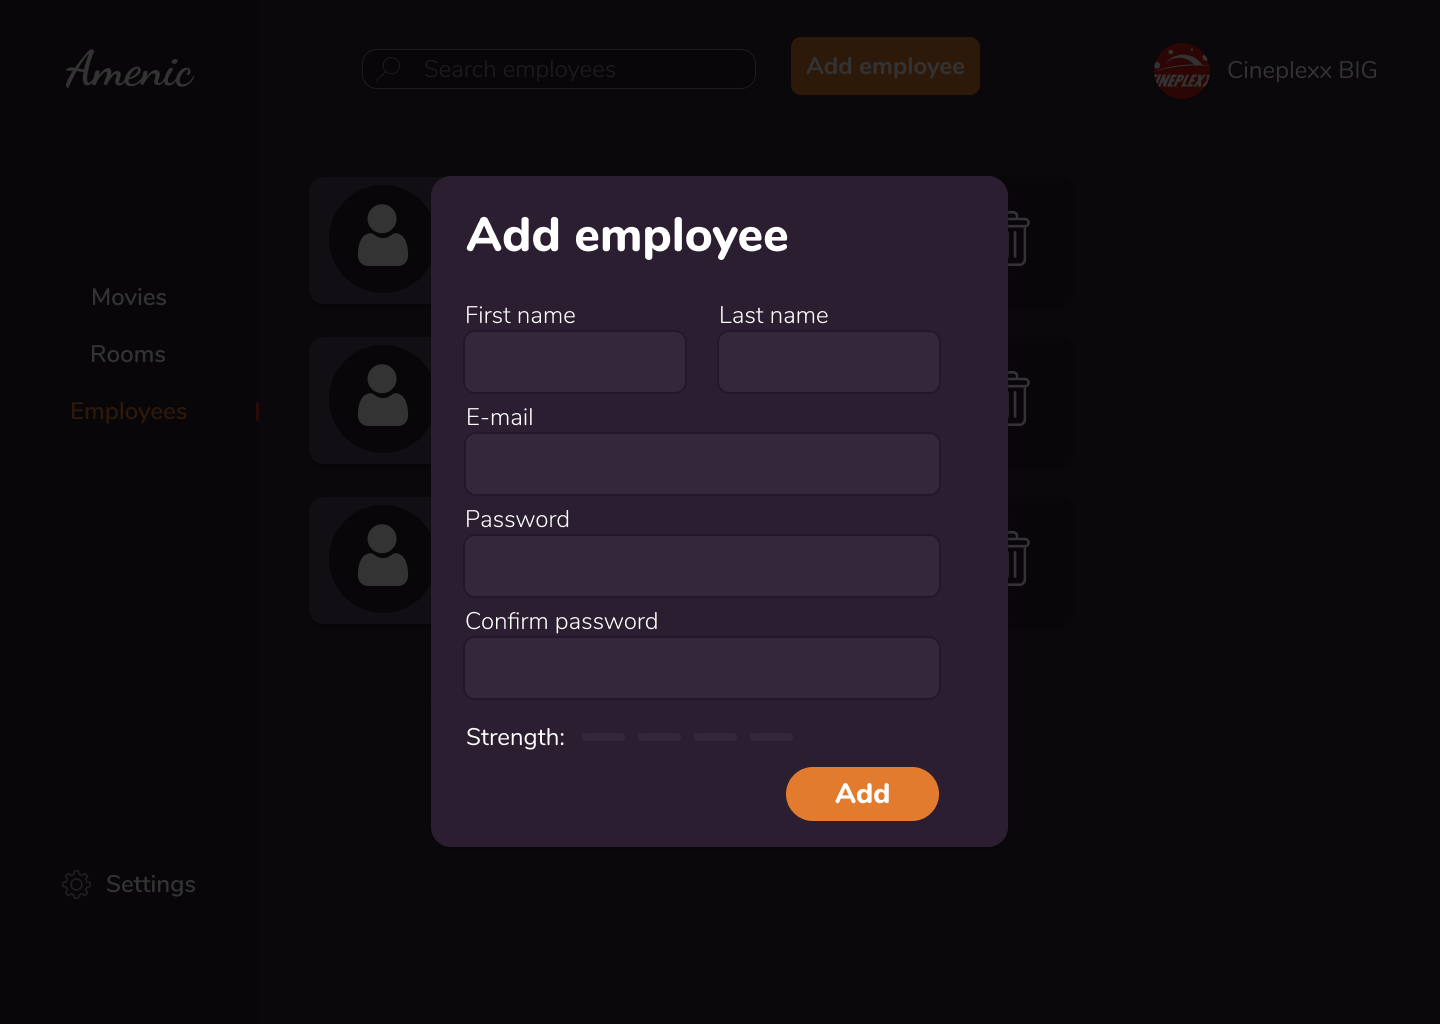 Amenic
Search employees
Add employee
CINEPLEXX
Cineplexx BIG
Movies
Rooms
Employees
Settings
Add employee
First name
Last name
E-mail
Password
Confirm password
Strength:
Add